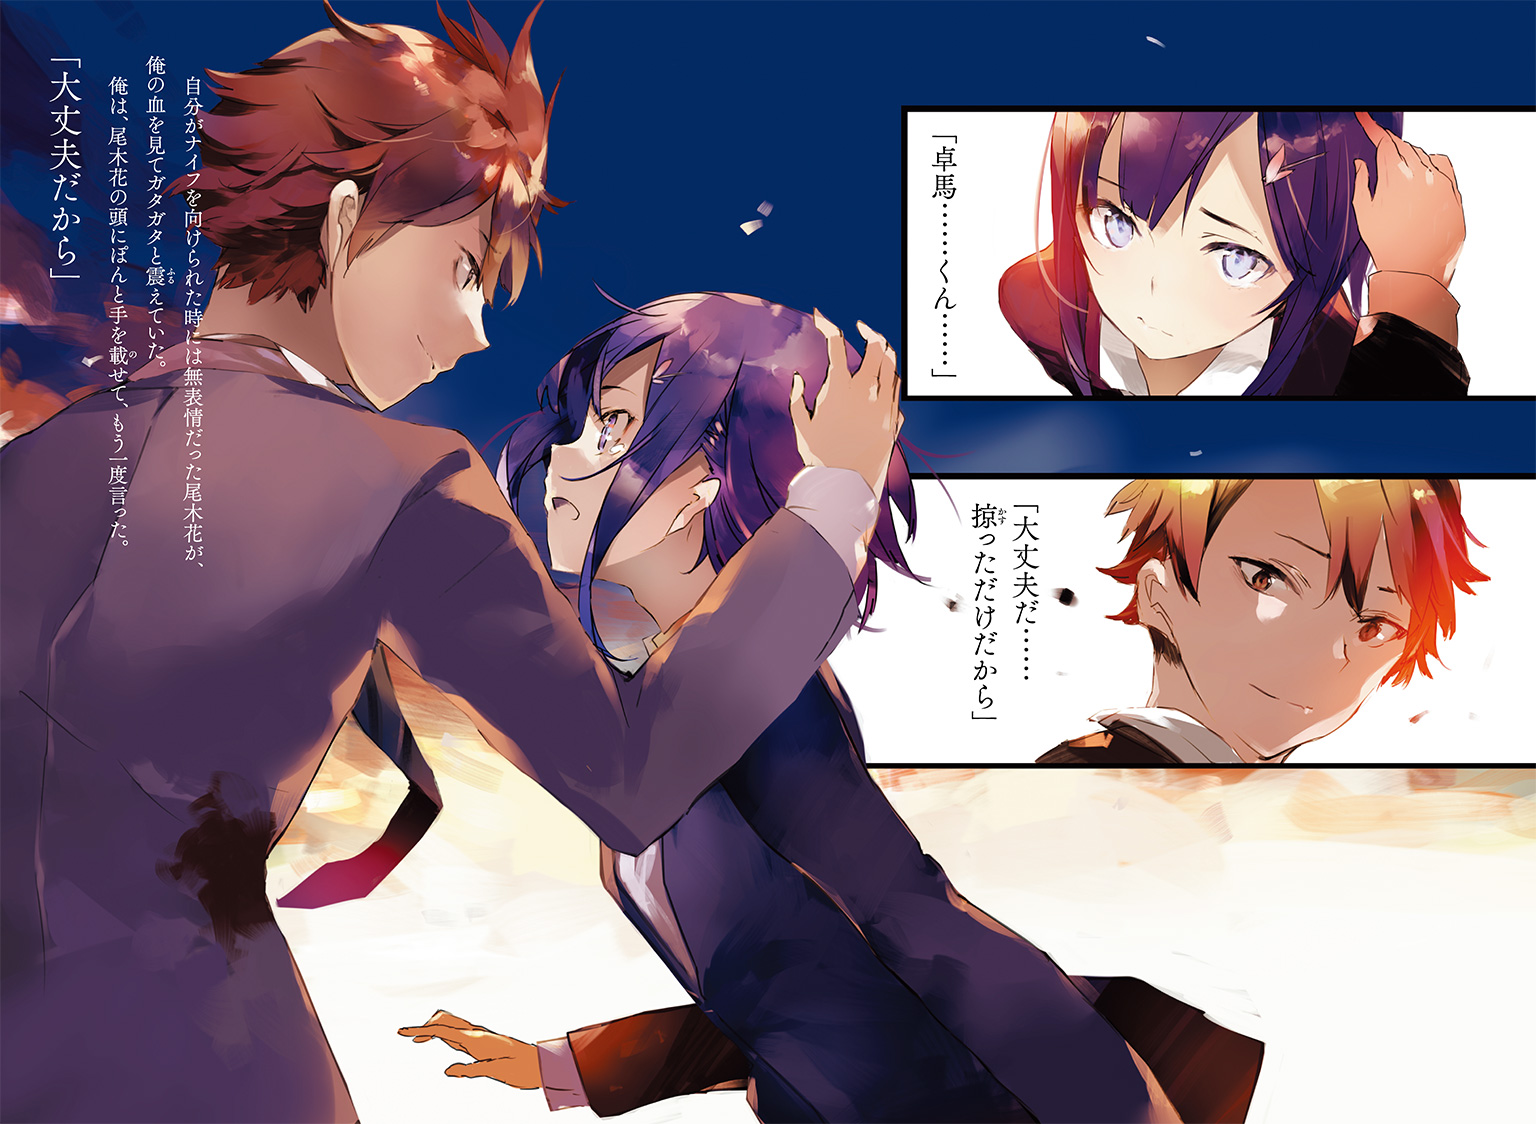 「卓馬………くん……」
「大丈夫だ……
掠っただけだから」
自分がナイフを向けられた時には無表情だった尾木花が、
俺の血を見てガタガタと震えていた。
俺は、尾木花の頭にぽんと手を載せて、もう一度言った。
「大丈夫だから」